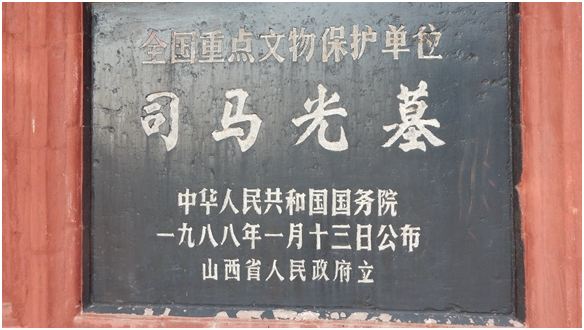 全国重点文物保护单位
司马光墓
中华人民共和国国务院
一九八八年一月十三日公布
山西省人民政府立